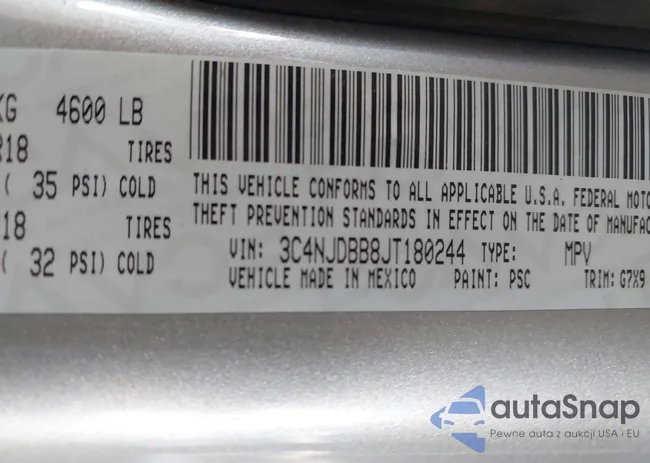 KG 4600 LB
R18 TIRES
( 35 PSI) COLD
R18 TIRES
( 32 PSI) COLD
THIS VEHICLE CONFORMS TO ALL APPLICABLE U.S.A. FEDERAL MOTO
THEFT PREVENTION STANDARDS IN EFFECT ON THE DATE OF MANUFAC
VIN: 3C4NJDBB8JT180244 TYPE: MPV
VEHICLE MADE IN MEXICO PAINT: PSC TRIM: G7X9
autaSnap
Pewne auta z aukcji USA i EU